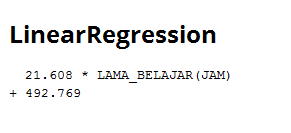 LinearRegression
21.608 * LAMA_BELAJAR(JAM)
+ 492.769